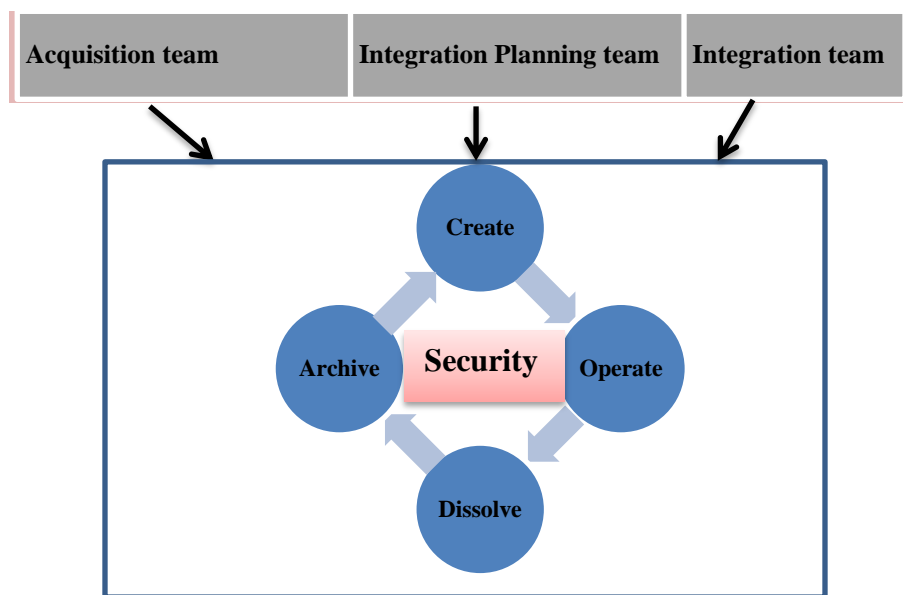 Acquisition team
Integration Planning team
Integration team
Create
Archive
Security
Operate
Dissolve